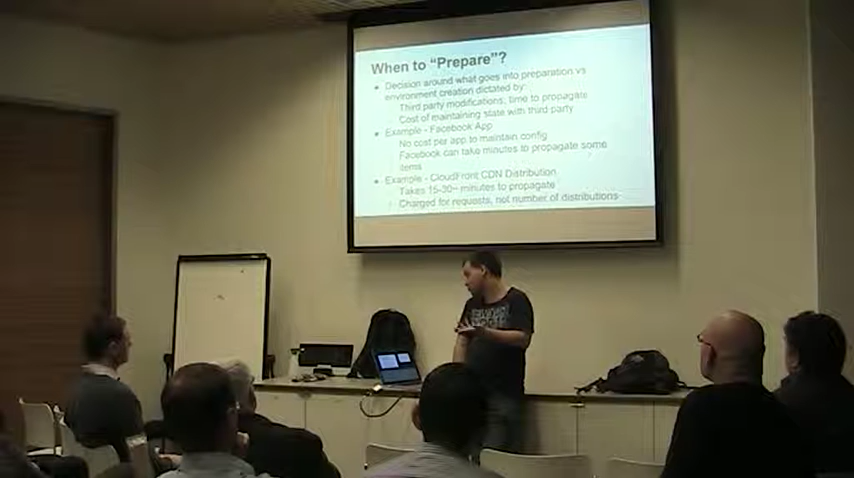 When to “Prepare”?
• Decision around what goes into preparation vs
environment creation dictated by:
Third party modifications; time to propagate
Cost of maintaining state with third party
• Example - Facebook App
No cost per app to maintain config
Facebook can take minutes to propagate some
items
• Example - CloudFront CDN Distribution
Takes 15-30~ minutes to propagate
Charged for requests, not number of distributions